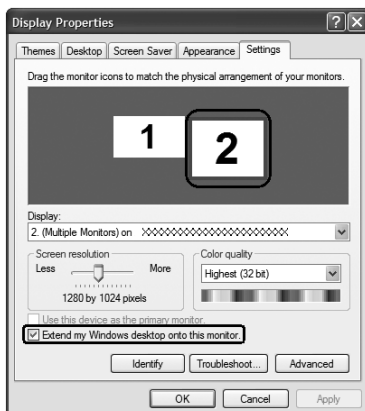 Display Properties
Themes Desktop Screen Saver Appearance Settings
Drag the monitor icons to match the physical arrangement of your monitors.
1 2
Display:
2. (Multiple Monitors) on XXXXXXXXXXXXXXXXXXXXXXX
Screen resolution
Less More
1280 by 1024 pixels
Color quality
Highest (32 bit)
Use this device as the primary monitor.
Extend my Windows desktop onto this monitor.
Identify Troubleshoot... Advanced
OK Cancel Apply